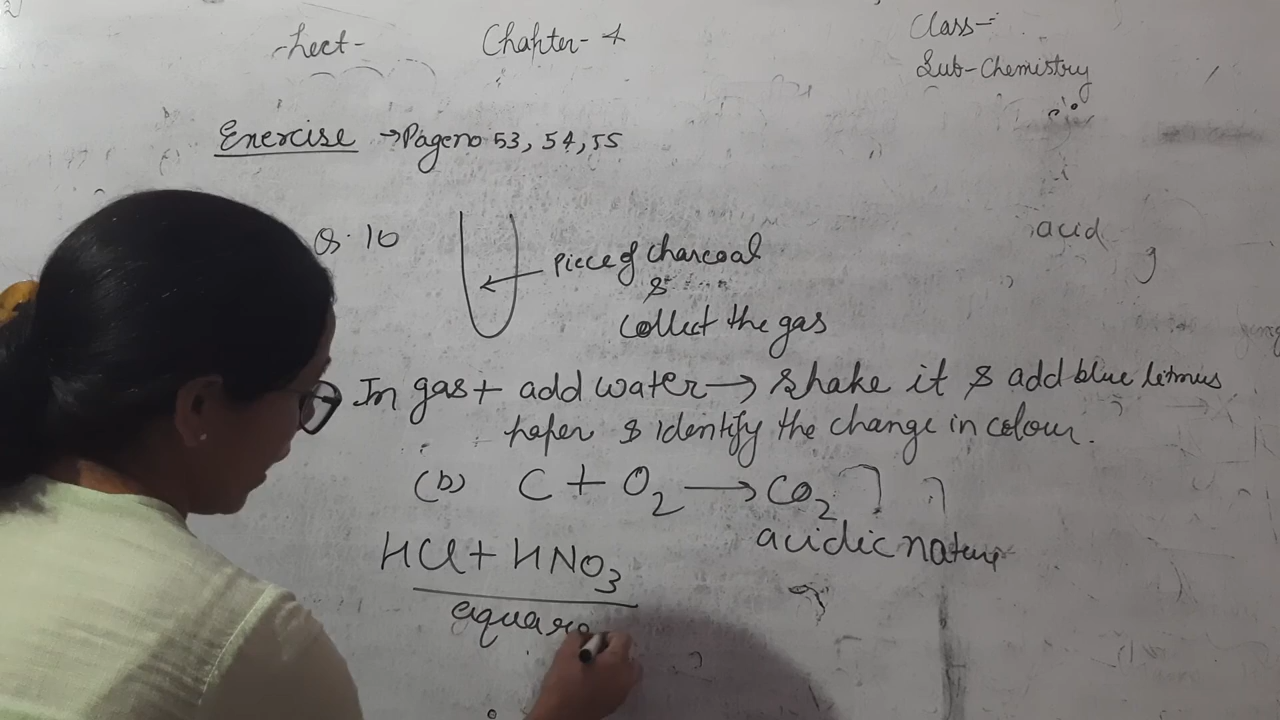 Lect-
Chapter-4
Class-
Sub-Chemistry
Exercise → Page no 53, 54, 55
acid
g
Q.10
piece of charcoal
&
Collect the gas
In gas + add water → shake it & add blue litmus
paper & identify the change in colour.
(b) C + O2 → CO2
acidic nature
HCl + HNO3
aquare